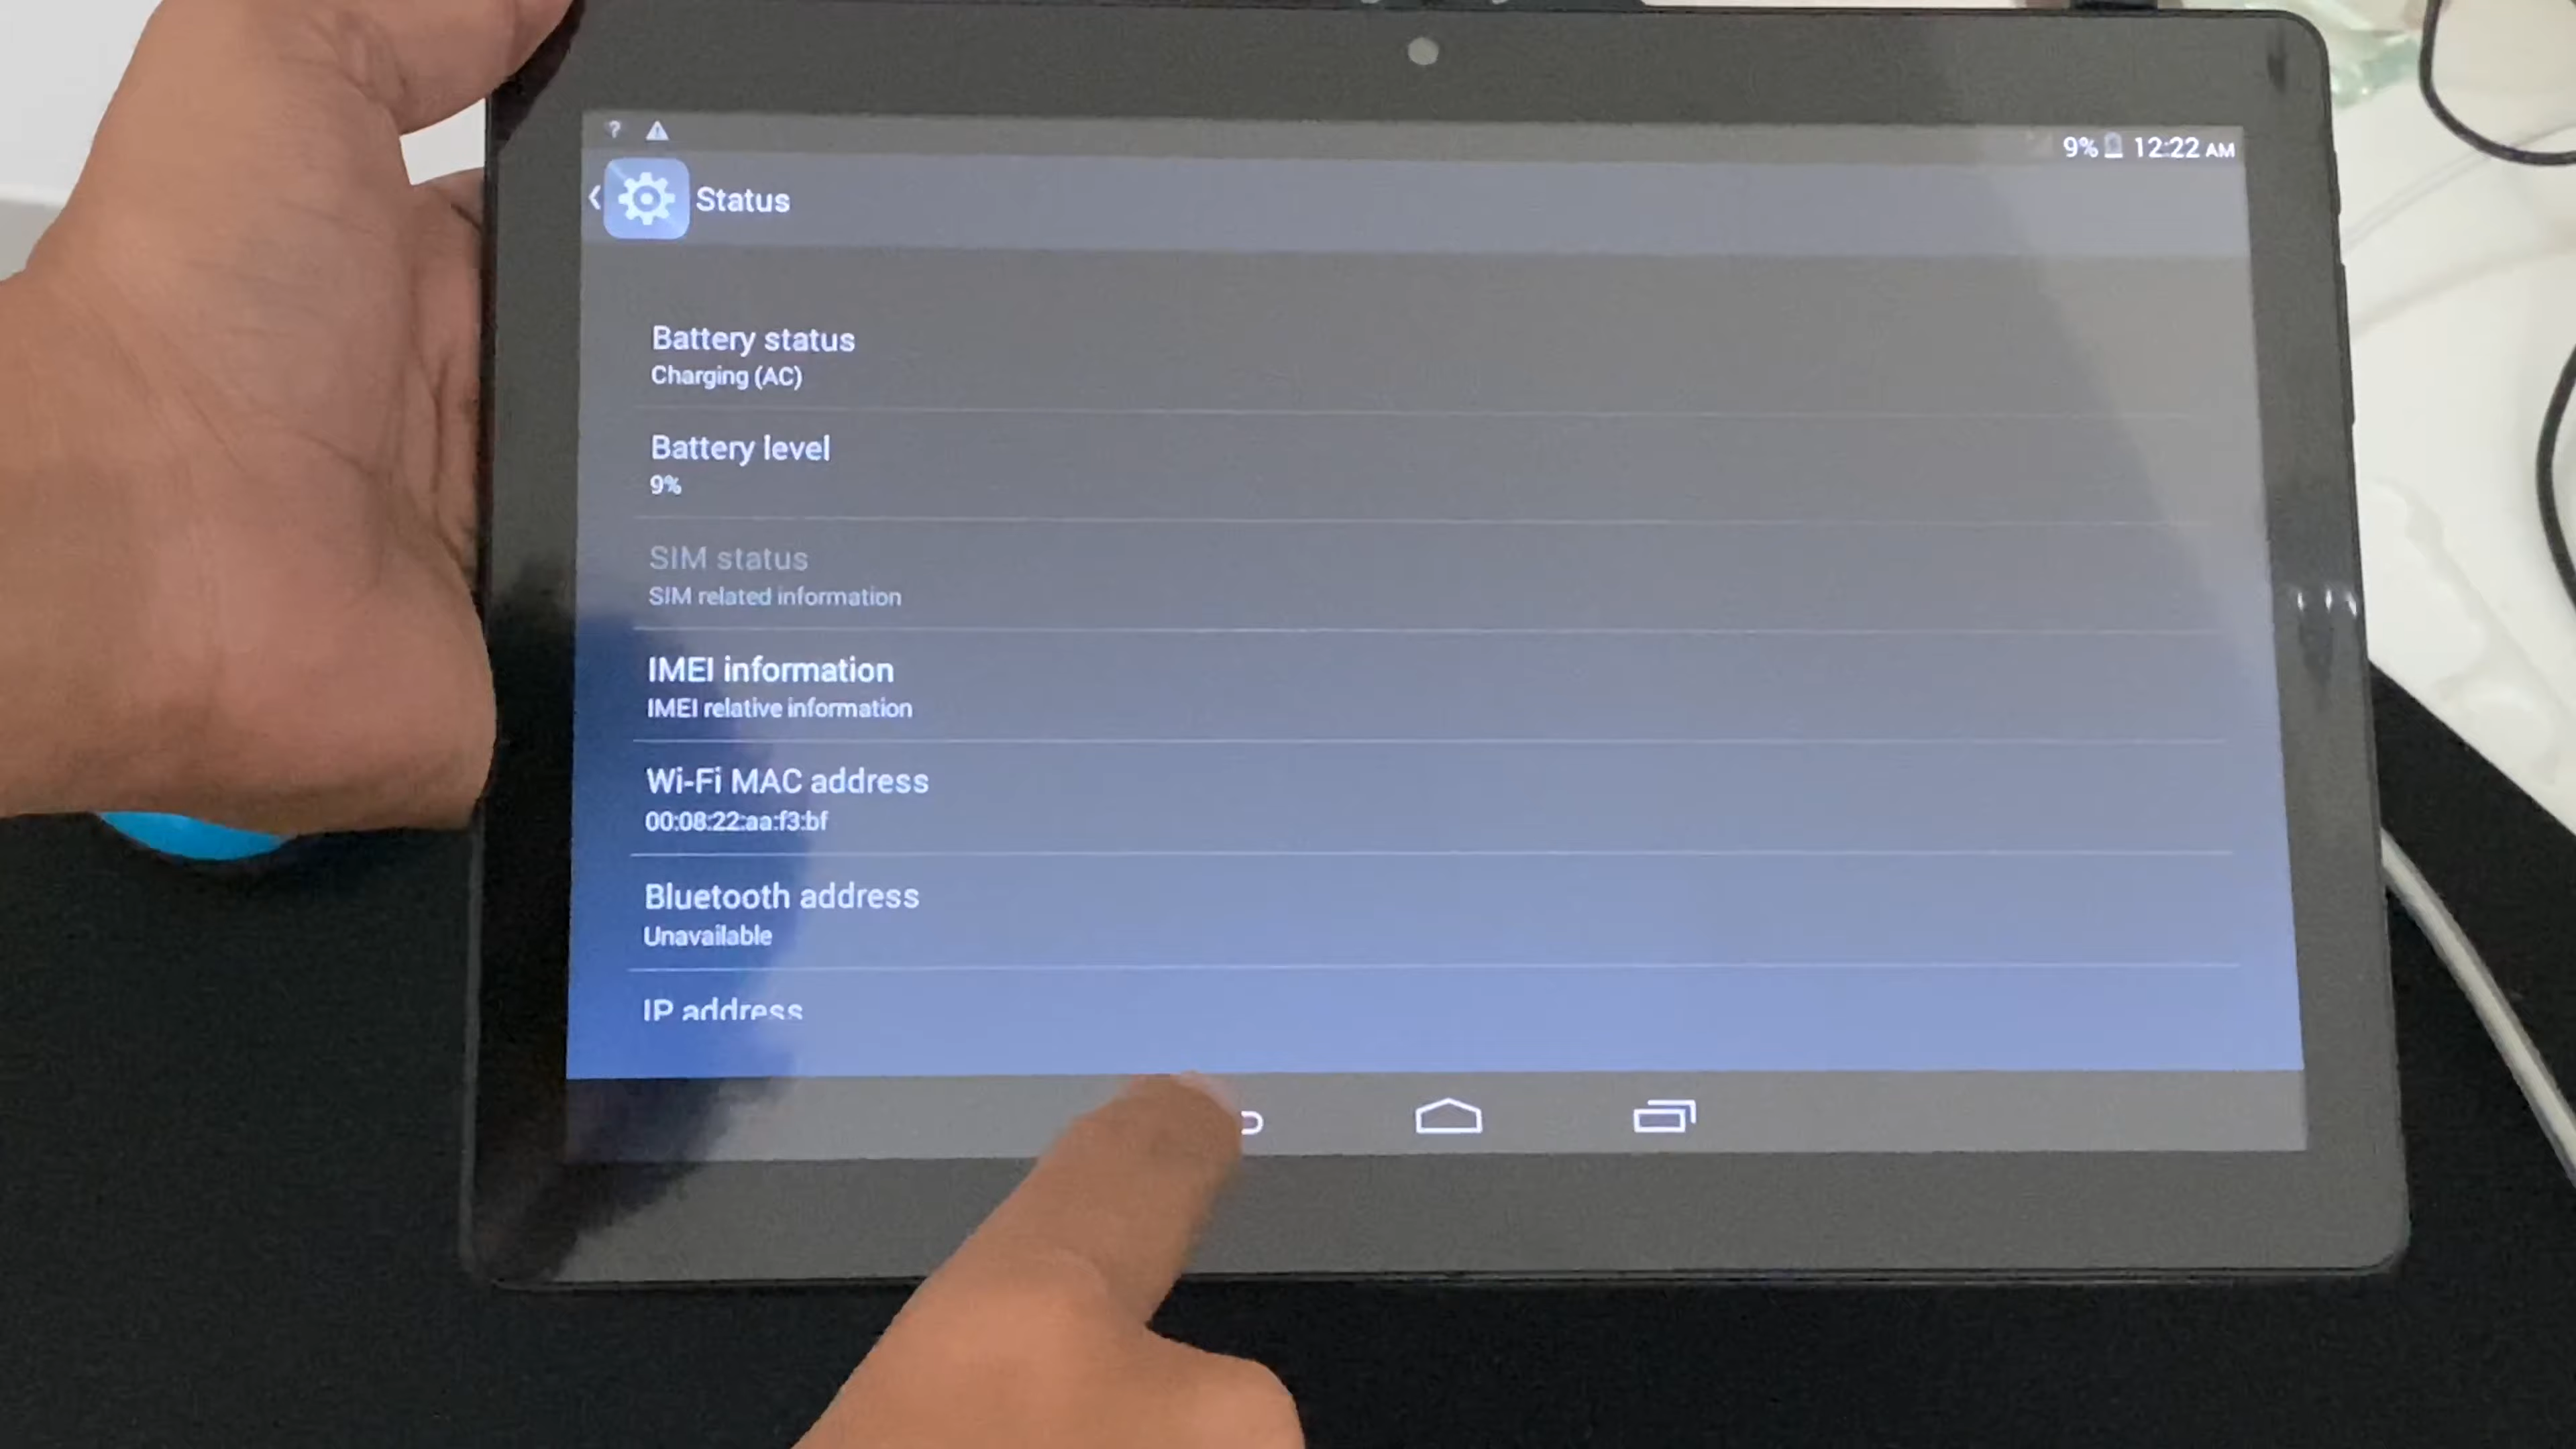 9% 12:22 AM
Status
Battery status
Charging (AC)
Battery level
9%
SIM status
SIM related information
IMEI information
IMEI relative information
Wi-Fi MAC address
00:08:22:aa:f3:bf
Bluetooth address
Unavailable
IP address